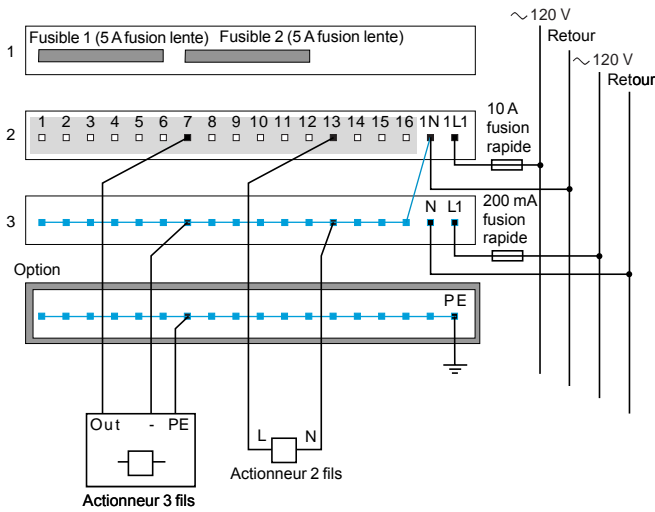 ∼120 V
Retour
∼120 V
Retour
1
Fusible 1 (5 A fusion lente) Fusible 2 (5 A fusion lente)
2
1 2 3 4 5 6 7 8 9 10 11 12 13 14 15 16 1N 1L1
10 A
fusion
rapide
3
N L1
200 mA
fusion
rapide
Option
PE
Out - PE
L N
Actionneur 2 fils
Actionneur 3 fils